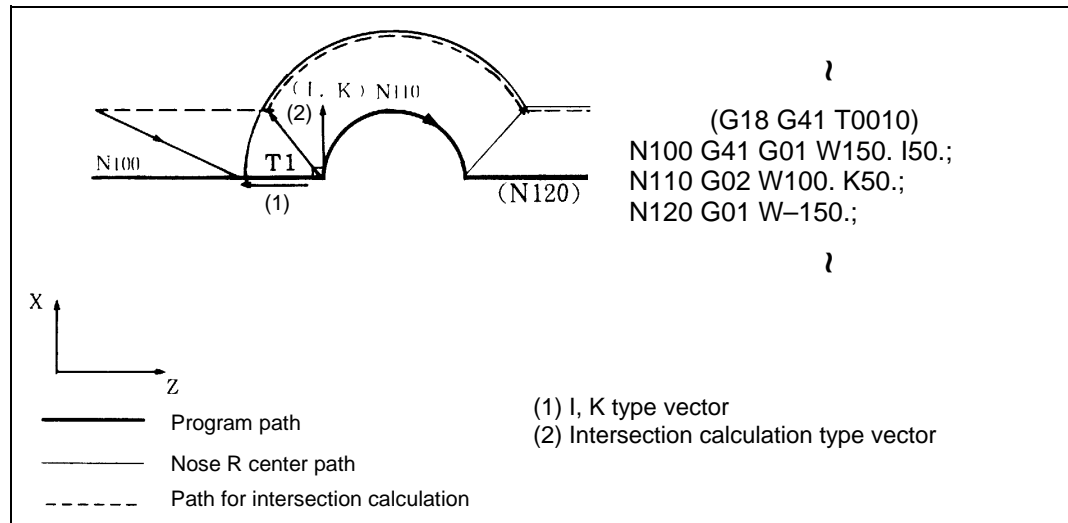 (I, K) N110
(2)
N100
T1
(1)
(N120)
~
(G18 G41 T0010)
N100 G41 G01 W150. I50.;
N110 G02 W100. K50.;
N120 G01 W–150.;
~
X
Z
Program path
Nose R center path
Path for intersection calculation
(1) I, K type vector
(2) Intersection calculation type vector